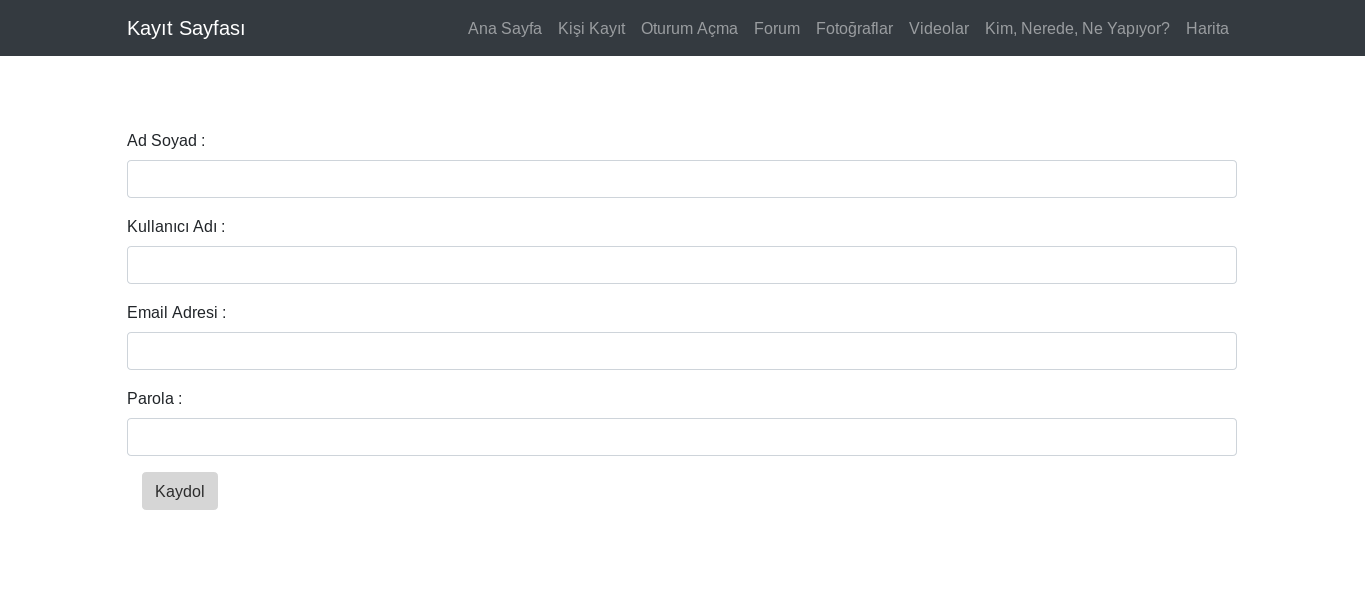 Kayıt Sayfası Ana Sayfa Kişi Kayıt Oturum Açma Forum Fotoğraflar Videolar Kim, Nerede, Ne Yapıyor? Harita
Ad Soyad :
Kullanıcı Adı :
Email Adresi :
Parola :
Kaydol